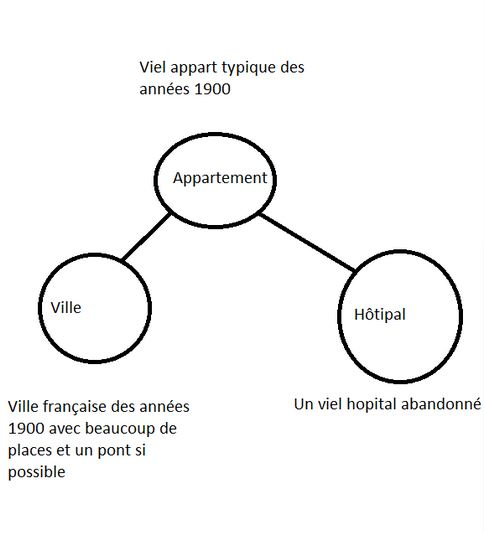 Viel appart typique des
années 1900
Appartement
Ville
Hôtipal
Ville française des années
1900 avec beaucoup de
places et un pont si
possible
Un viel hopital abandonné